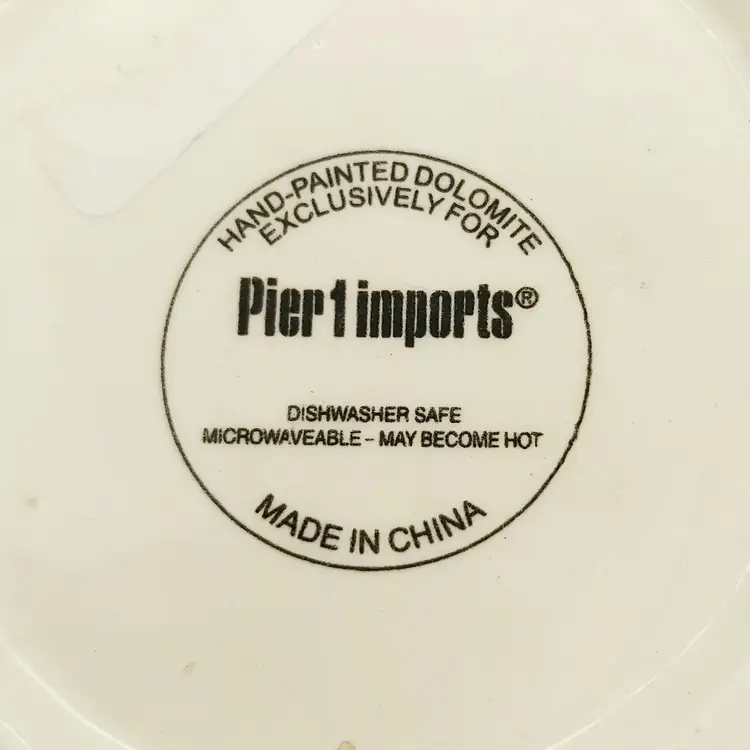 HAND-PAINTED DOLOMITE
EXCLUSIVELY FOR
Pier 1 imports®
DISHWASHER SAFE
MICROWAVEABLE - MAY BECOME HOT
MADE IN CHINA